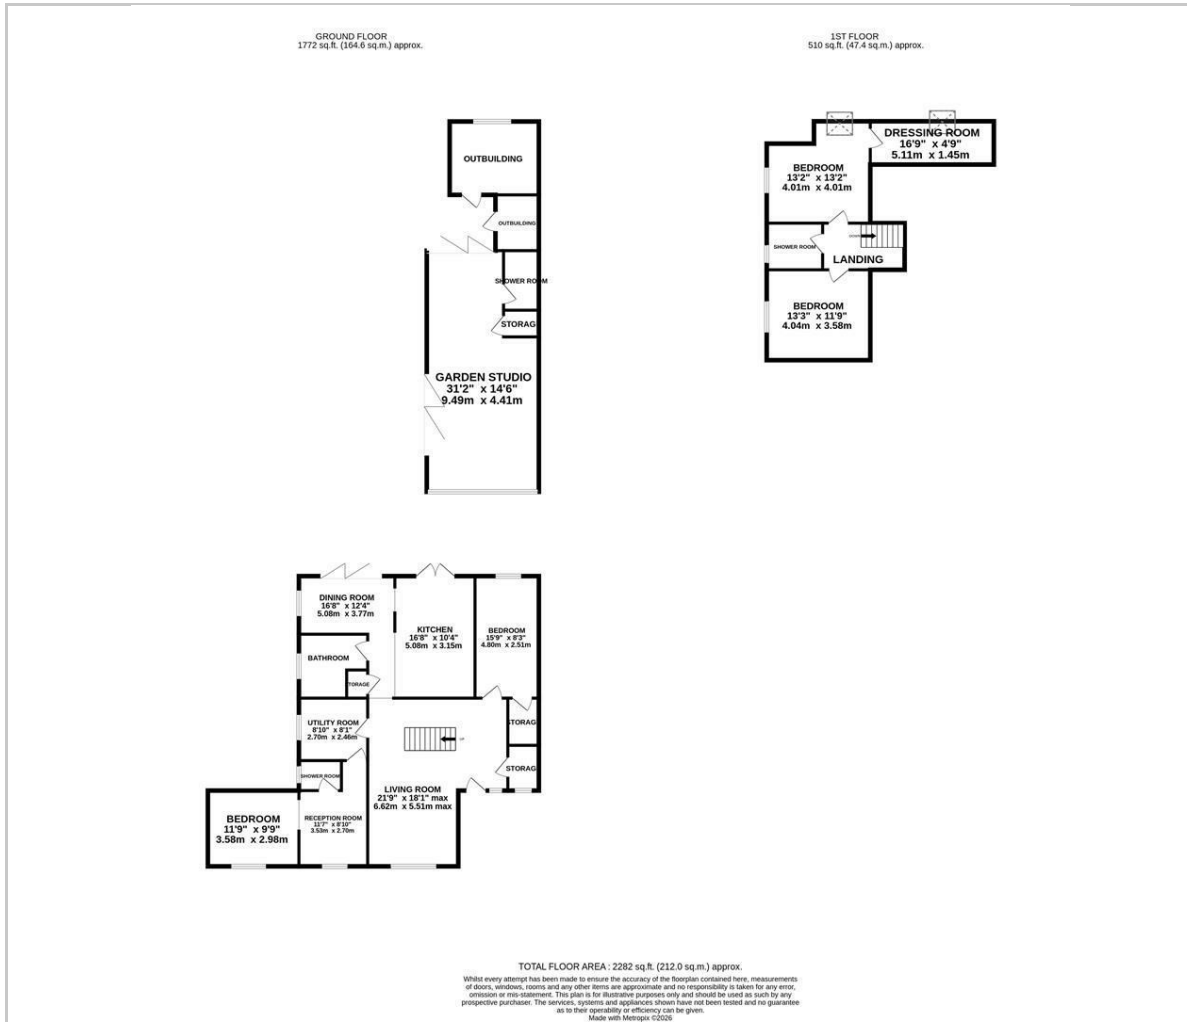 GROUND FLOOR
1772 sq.ft. (164.6 sq.m.) approx.
1ST FLOOR
510 sq.ft. (47.4 sq.m.) approx.
OUTBUILDING
OUTBUILDING
SHOWER ROOM
STORAG
GARDEN STUDIO
31'2" x 14'6"
9.49m x 4.41m
DRESSING ROOM
16'9" x 4'9"
5.11m x 1.45m
BEDROOM
13'2" x 13'2"
4.01m x 4.01m
SHOWER ROOM
LANDING
BEDROOM
13'3" x 11'9"
4.04m x 3.58m
DINING ROOM
16'8" x 12'4"
5.08m x 3.77m
KITCHEN
16'8" x 10'4"
5.08m x 3.15m
BEDROOM
15'9" x 8'3"
4.80m x 2.51m
BATHROOM
TORAGE
UTILITY ROOM
8'10" x 8'1"
2.70m x 2.46m
UP
STORAG
STORAG
SHOWER ROOM
LIVING ROOM
21'9" x 18'1" max
6.62m x 5.51m max
BEDROOM
11'9" x 9'9"
3.58m x 2.98m
RECEPTION ROOM
11'7" x 8'10"
3.53m x 2.70m
TOTAL FLOOR AREA : 2282 sq.ft. (212.0 sq.m.) approx.
Whilst every attempt has been made to ensure the accuracy of the floorplan contained here, measurements
of doors, windows, rooms and any other items are approximate and no responsibility is taken for any error,
omission or mis-statement. This plan is for illustrative purposes only and should be used as such by any
prospective purchaser. The services, systems and appliances shown have not been tested and no guarantee
as to their operability or efficiency can be given.
Made with Metropix ©2026